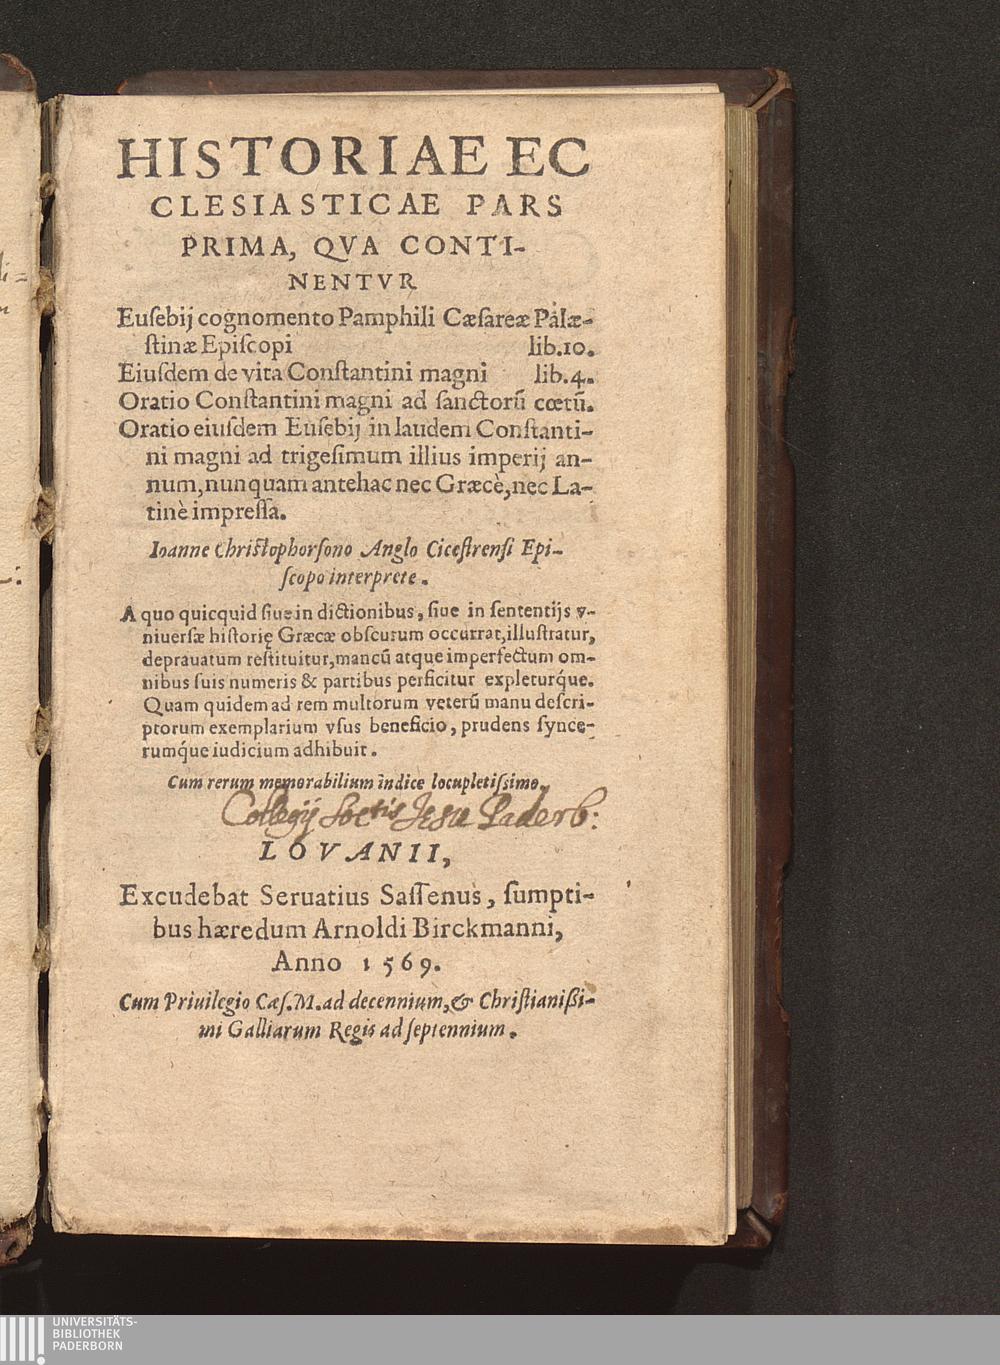 HISTORIAE EC
CLESIASTICAE PARS
PRIMA, QVA CONTI-
NENTVR
Euſebij cognomento Pamphili Cæſareæ Palæ-
ſtinæ Epiſcopi lib.10.
Eiuſdem de vita Conſtantini magni lib.4.
Oratio Conſtantini magni ad ſanctorũ cœtũ.
Oratio eiuſdem Euſebij in laudem Conſtanti-
ni magni ad trigeſimum illius imperij an-
num, nunquam antehac nec Græcè, nec La-
tinè impreſſa.
Ioanne Chriſtophorſono Anglo Ciceſtrenſi Epi-
ſcopo interprete.
A quo quicquid ſiue in dictionibus, ſiue in ſententijs v-
niuerſæ hiſtorię Græcæ obſcurum occurrat, illuſtratur,
deprauatum reſtituitur, mancũ atque imperfectum om-
nibus ſuis numeris & partibus perficitur expleturq́ue.
Quam quidem ad rem multorum veterũ manu deſcri-
ptorum exemplarium vſus beneficio, prudens ſynce-
rumq́ue iudicium adhibuit.
Cum rerum memorabilium indice locupletiſsimo.
Collegij Soctis Jesu Paderb:
LOVANII,
Excudebat Seruatius Saſſenus, ſumpti-
bus hæredum Arnoldi Birckmanni,
Anno 1569.
Cum Priuilegio Cæſ. M. ad decennium, & Chriſtianißi-
mi Galliarum Regis ad ſeptennium.
UNIVERSITÄTS-
BIBLIOTHEK
PADERBORN